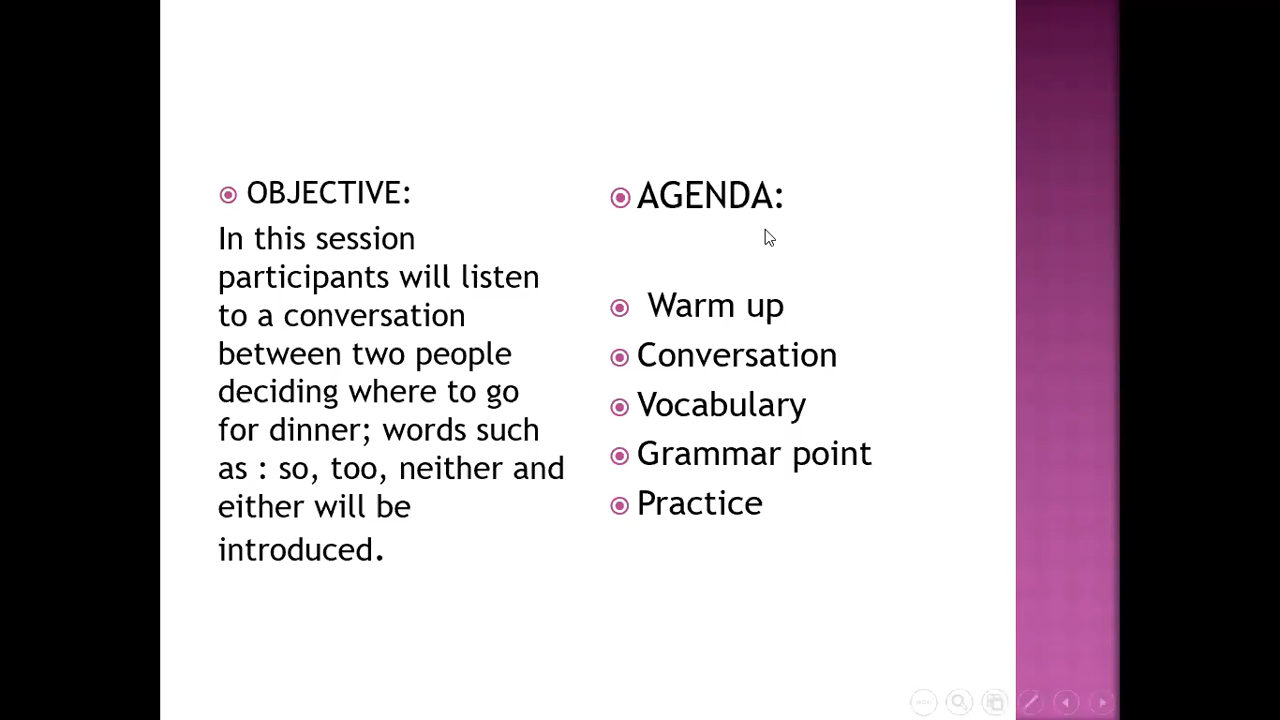 OBJECTIVE:
In this session
participants will listen
to a conversation
between two people
deciding where to go
for dinner; words such
as : so, too, neither and
either will be
introduced.
AGENDA:
Warm up
Conversation
Vocabulary
Grammar point
Practice